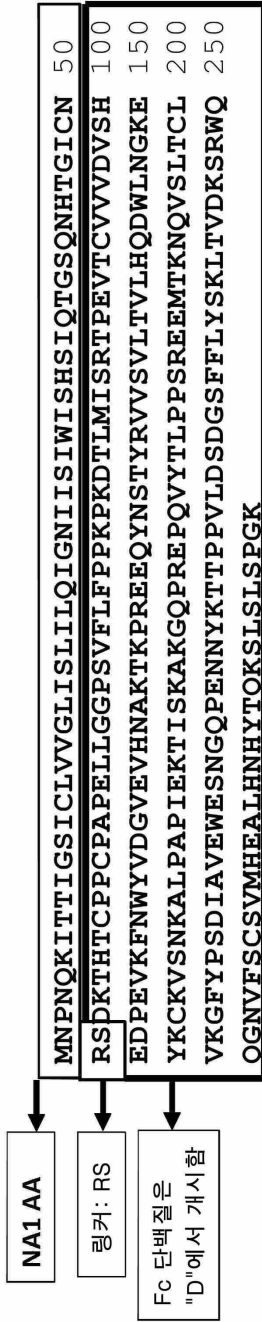 NA1 AA
링커: RS
Fc 단백질은
"D"에서 개시함
MNPNQKITTIGSICLVVGLISLILQIGNIISIWISHSIQTGSQNHTGICN 50
RSDKTHTCPPCPAPELLGGPSVFLFPPKPKDTLMISRTPEVTCVVVDVSH 100
EDPEVKFNWYVDGVEVHNAKTKPREEQYNSTYRVVSVLTVLHQDWLNGKE 150
YKCKVSNKALPAPIEKTISKAKGQPREPQVYTLPPSREEMTKNQVSLTCL 200
VKGFYPSDIAVEWESNGQPENNYKTTPPVLDSDGSFFLYSKLTVDKSRWQ 250
QGNVFSCSVMHEALHNHYTQKSLSLSPGK